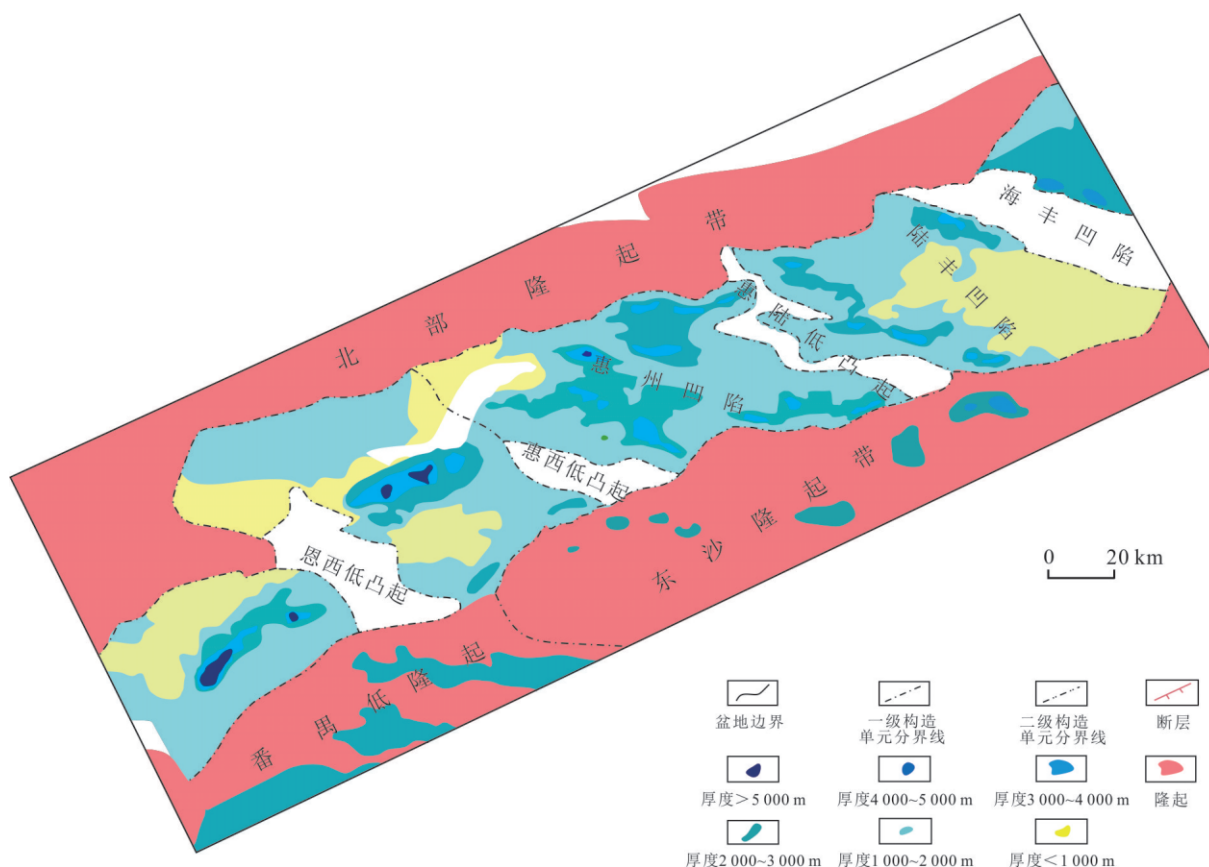 北部隆起带
海丰凹陷
陆丰凹陷
惠陆低凸起
惠州凹陷
惠西低凸起
恩西低凸起
东沙隆起带
番禺低隆起
0 20 km
盆地边界
一级构造
单元分界线
二级构造
单元分界线
断层
厚度>5 000 m
厚度4 000~5 000 m
厚度3 000~4 000 m
隆起
厚度2 000~3 000 m
厚度1 000~2 000 m
厚度<1 000 m